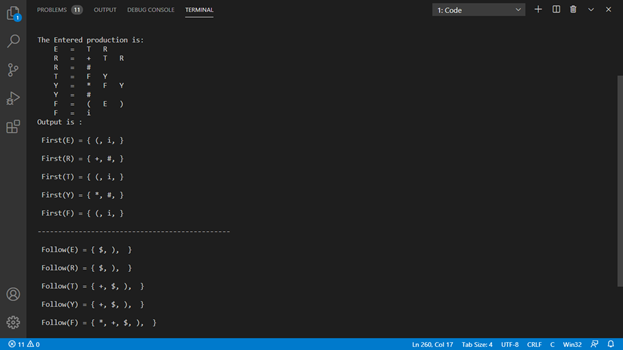 PROBLEMS 11 OUTPUT DEBUG CONSOLE TERMINAL 1: Code
1
The Entered production is:
E = T R
R = + T R
R = #
T = F Y
Y = * F Y
Y = #
F = ( E )
F = i
Output is :
First(E) = { (, i, }
First(R) = { +, #, }
First(T) = { (, i, }
First(Y) = { *, #, }
First(F) = { (, i, }
-----------------------------------------------
Follow(E) = { $, ),  }
Follow(R) = { $, ),  }
Follow(T) = { +, $, ),  }
Follow(Y) = { +, $, ),  }
Follow(F) = { *, +, $, ),  }
11 0 Ln 260, Col 17 Tab Size: 4 UTF-8 CRLF C Win32